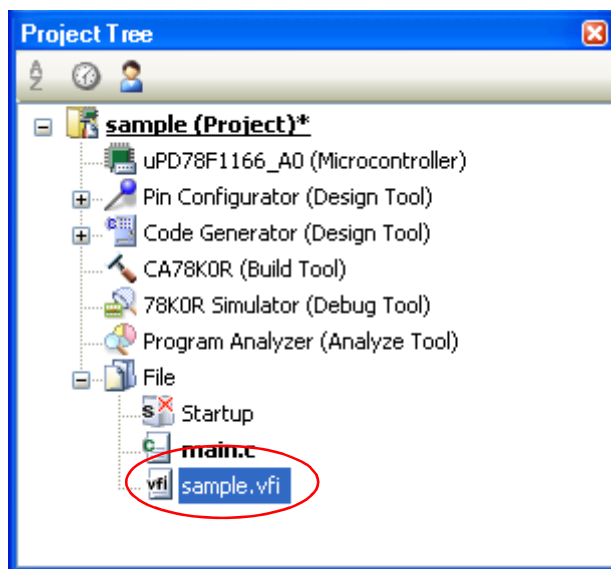 Project Tree
sample (Project)*
uPD78F1166_A0 (Microcontroller)
Pin Configurator (Design Tool)
Code Generator (Design Tool)
CA78K0R (Build Tool)
78K0R Simulator (Debug Tool)
Program Analyzer (Analyze Tool)
File
Startup
main.c
sample.vfi